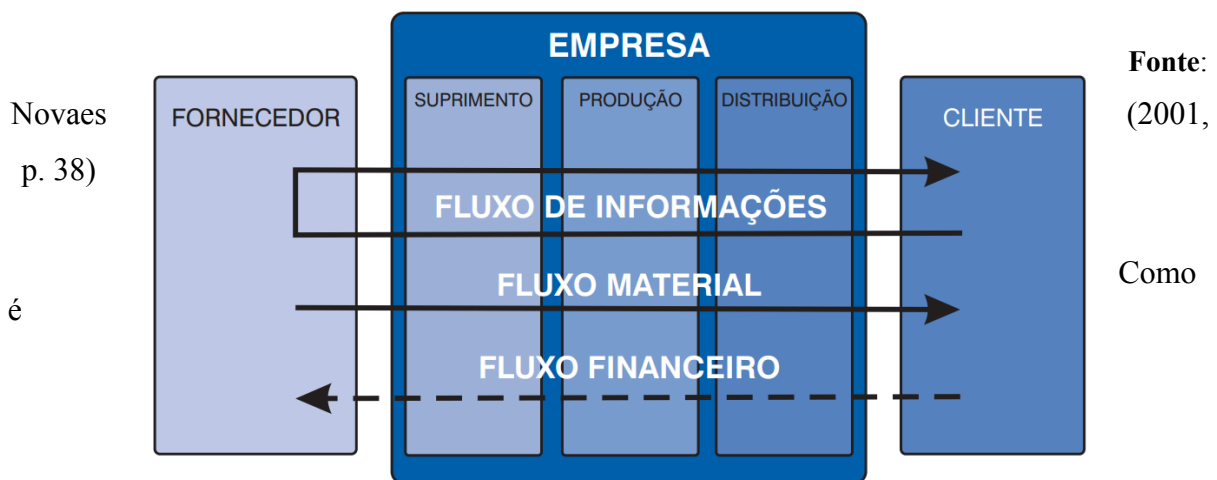 EMPRESA
Fonte:
Novaes
(2001,
p. 38)
FORNECEDOR
SUPRIMENTO
PRODUÇÃO
DISTRIBUIÇÃO
CLIENTE
FLUXO DE INFORMAÇÕES
FLUXO MATERIAL
FLUXO FINANCEIRO
Como
é